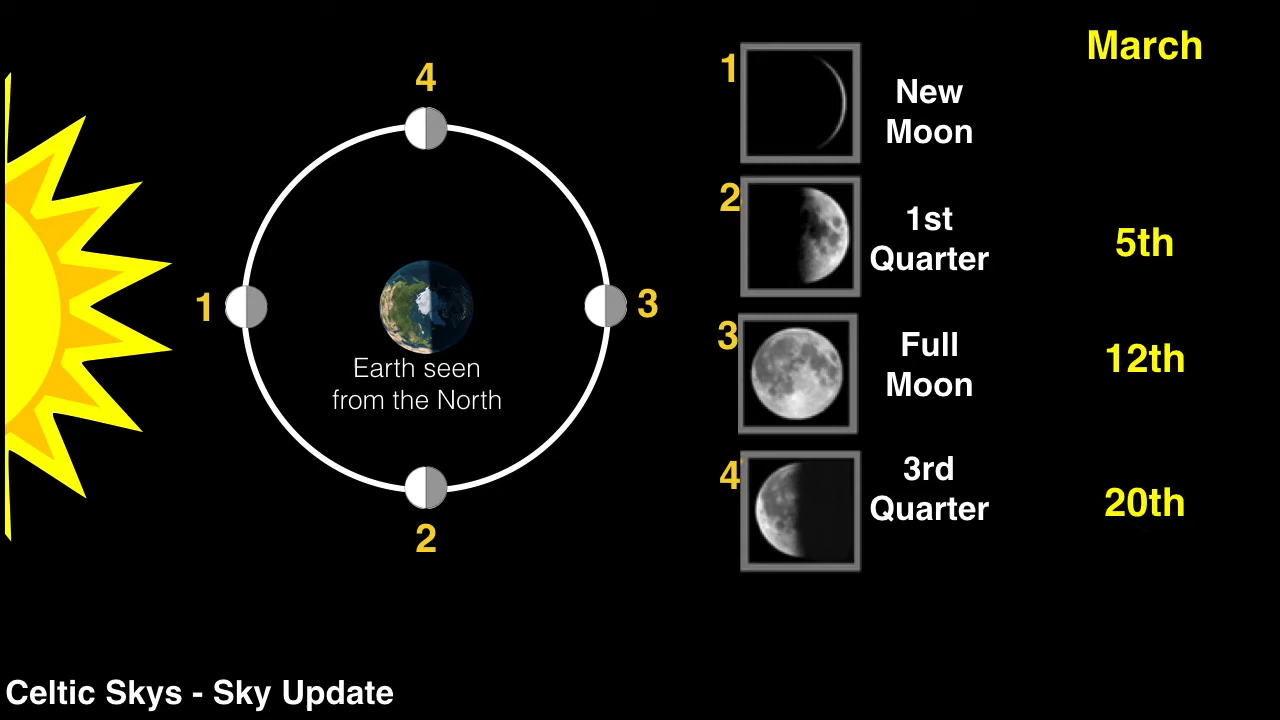 March
4
1
3
Earth seen
from the North
2
1
New
Moon
2
1st
Quarter
5th
3
Full
Moon
12th
4
3rd
Quarter
20th
Celtic Skys - Sky Update